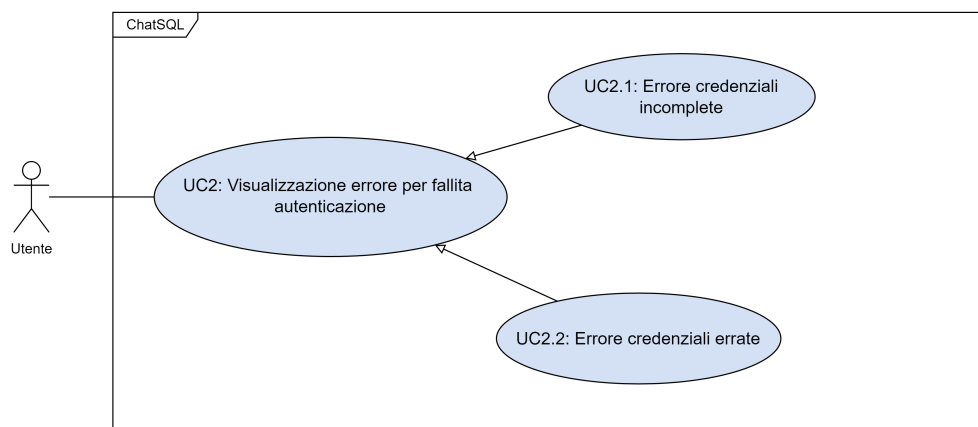 ChatSQL
UC2.1: Errore credenziali
incomplete
UC2: Visualizzazione errore per fallita
autenticazione
Utente
UC2.2: Errore credenziali errate